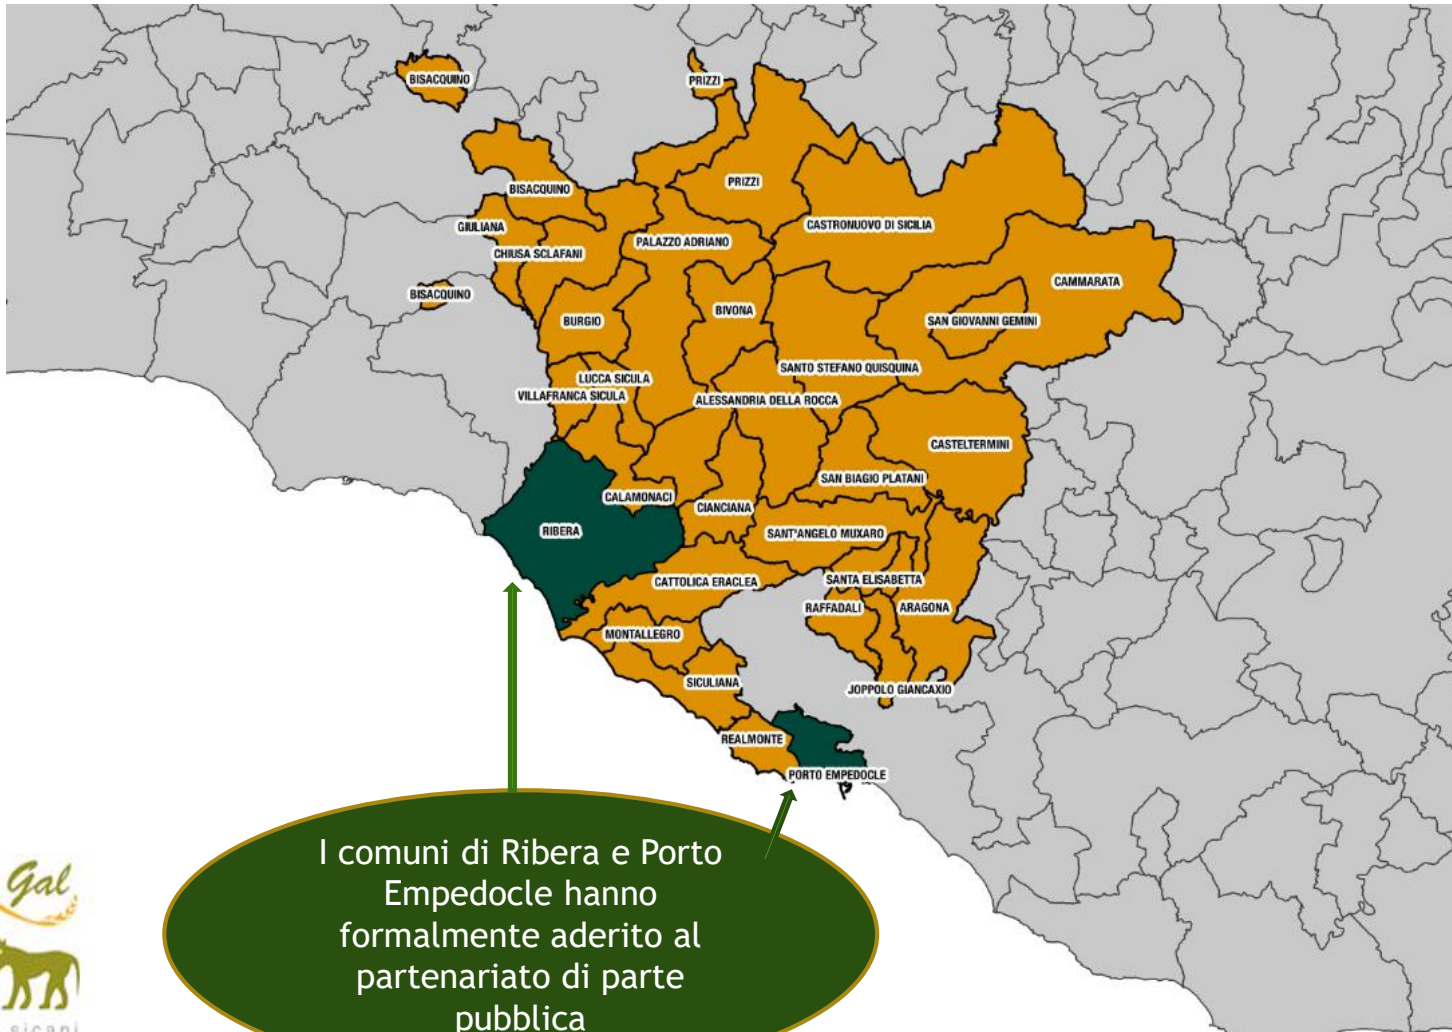 BISACQUINO
PRIZZI
BISACQUINO
PRIZZI
GIULIANA
CASTRONUOVO DI SICILIA
PALAZZO ADRIANO
CHIUSA SCLAFANI
CAMMARATA
BISACQUINO
BIVONA
BURGIO
SAN GIOVANNI GEMINI
SANTO STEFANO QUISQUINA
LUCCA SICULA
VILLAFRANCA SICULA
ALESSANDRIA DELLA ROCCA
CASTELTERMINI
SAN BIAGIO PLATANI
CALAMONACI
CIANCIANA
RIBERA
SANT'ANGELO MUXARO
CATTOLICA ERACLEA
SANTA ELISABETTA
RAFFADALI
ARAGONA
MONTALLEGRO
SICULIANA
JOPPOLO GIANCAXIO
REALMONTE
PORTO EMPEDOCLE
I comuni di Ribera e Porto
Empedocle hanno
formalmente aderito al
partenariato di parte
pubblica
Gal
sicani